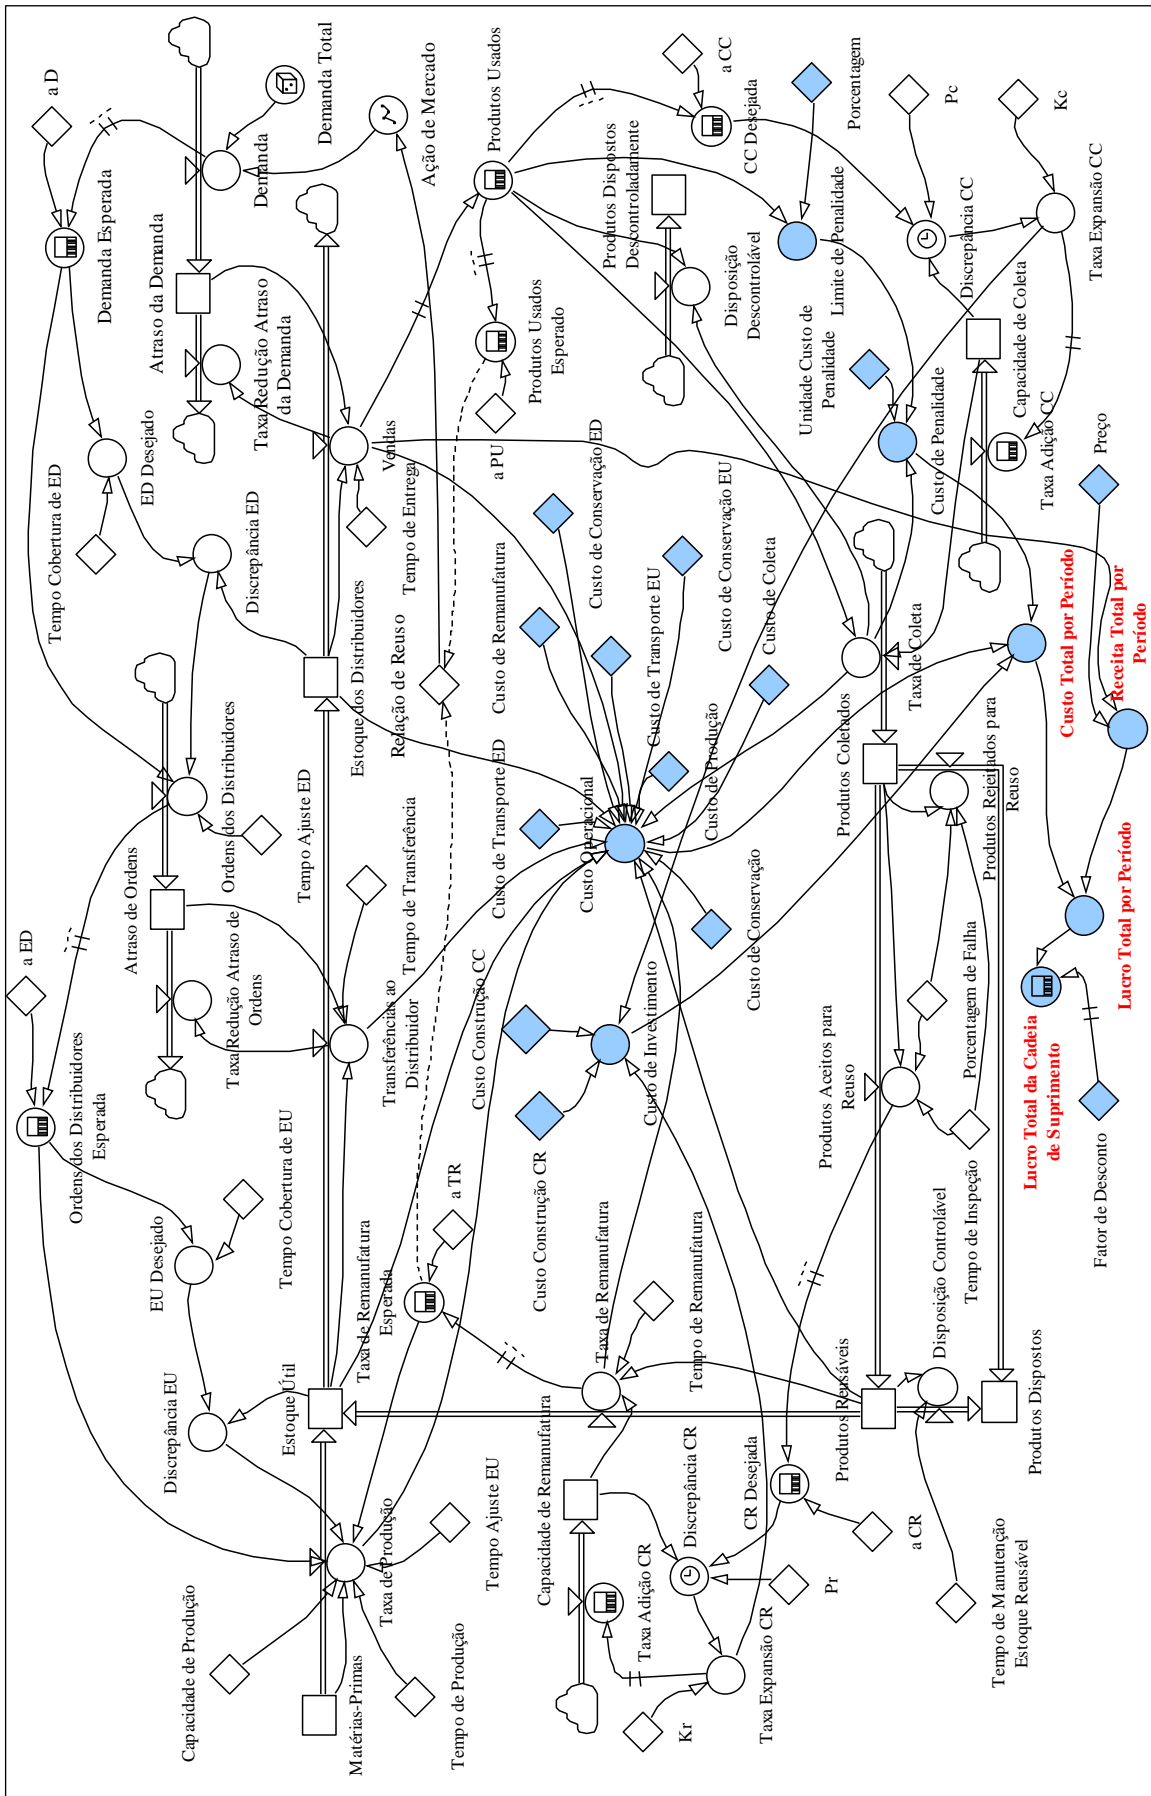 a D
Demanda Esperada
Demanda
Demanda Total
Ação de Mercado
Produtos Usados
a CC
CC Desejada
Porcentagem
Pc
Kc
Atraso da Demanda
Taxa Redução Atraso
da Demanda
ED Desejado
Tempo Cobertura de ED
Discrepância ED
Vendas
Tempo de Entrega
Produtos Usados
Esperado
a PU
Produtos Dispostos
Descontroladamente
Disposição
Descontrolável
Limite de Penalidade
Unidade Custo de
Penalidade
Custo de Penalidade
Discrepância CC
Taxa Expansão CC
Capacidade de Coleta
Taxa Adição CC
Preço
Ordens dos Distribuidores
Tempo Ajuste ED
Estoque dos Distribuidores
Relação de Reuso
Custo de Remanufatura
Custo de Conservação ED
Custo de Transporte EU
Custo de Conservação EU
Custo de Coleta
Taxa de Coleta
Custo Total por Período
Receita Total por
Período
a ED
Ordens dos Distribuidores
Esperada
Atraso de Ordens
Taxa Redução Atraso de
Ordens
Transferências ao
Distribuidor
Tempo de Transferência
Custo de Transporte ED
Custo Operacional
Custo de Produção
Custo de Conservação
Produtos Coletados
Produtos Rejeitados para
Reuso
Porcentagem de Falha
Produtos Aceitos para
Reuso
Tempo de Inspeção
Lucro Total por Período
Lucro Total da Cadeia
de Suprimento
Fator de Desconto
EU Desejado
Tempo Cobertura de EU
Discrepância EU
Estoque Útil
Taxa de Remanufatura
Esperada
a TR
Custo Construção CC
Custo Construção CR
Custo de Investimento
Taxa de Remanufatura
Tempo de Remanufatura
Produtos Reusáveis
Disposição Controlável
Produtos Dispostos
Capacidade de Produção
Matérias-Primas
Taxa de Produção
Tempo de Produção
Tempo Ajuste EU
Capacidade de Remanufatura
Taxa Adição CR
Discrepância CR
CR Desejada
a CR
Pr
Kr
Taxa Expansão CR
Tempo de Manutenção
Estoque Reusável